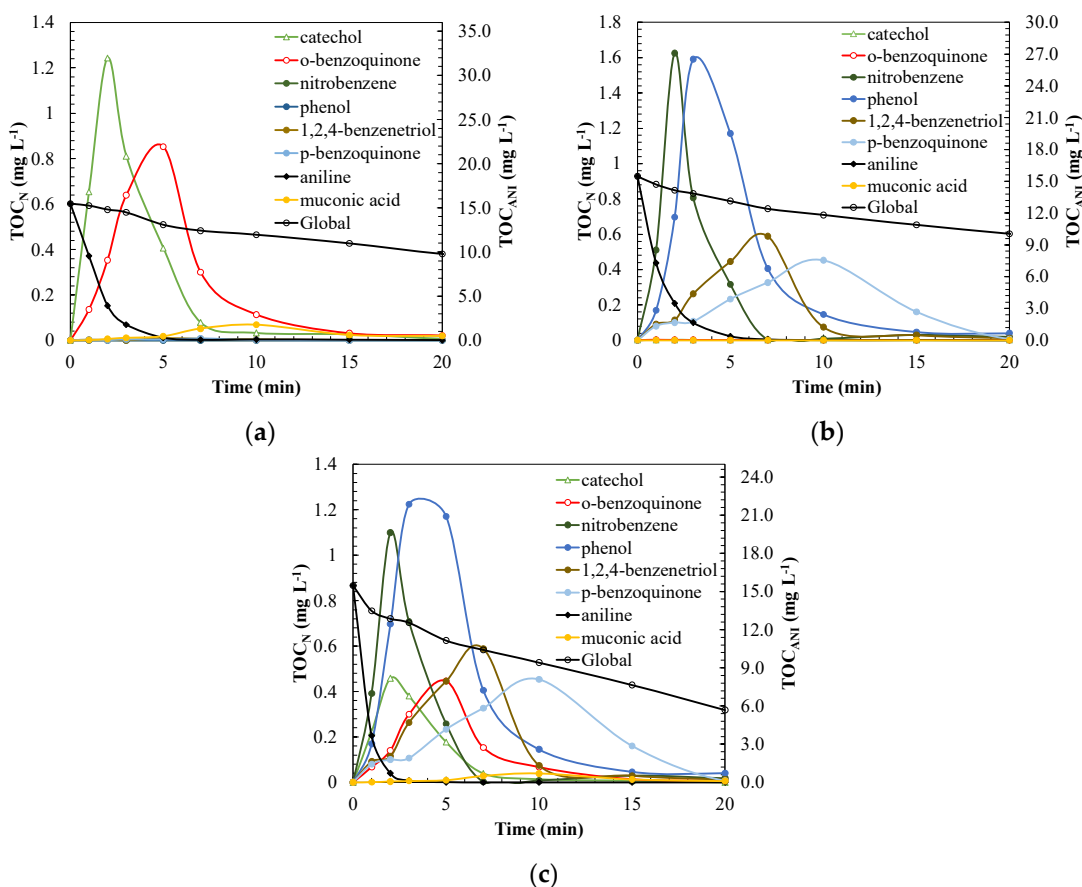 1.4
1.2
1
0.8
0.6
0.4
0.2
0
TOC_N (mg L⁻¹)
36.0
30.0
25.0
20.0
15.0
10.0
5.0
0.0
TOC_ANI (mg L⁻¹)
0 5 10 15 20
Time (min)
catechol
o-benzoquinone
nitrobenzene
phenol
1,2,4-benzenetriol
p-benzoquinone
aniline
muconic acid
Global
(a)
1.8
1.6
1.4
1.2
1
0.8
0.6
0.4
0.2
0
TOC_N (mg L⁻¹)
30.0
27.0
24.0
21.0
18.0
15.0
12.0
9.0
6.0
3.0
0.0
TOC_ANI (mg L⁻¹)
0 5 10 15 20
Time (min)
catechol
o-benzoquinone
nitrobenzene
phenol
1,2,4-benzenetriol
p-benzoquinone
aniline
muconic acid
Global
(b)
1.4
1.2
1
0.8
0.6
0.4
0.2
0
TOC_N (mg L⁻¹)
24.0
21.0
18.0
15.0
12.0
9.0
6.0
3.0
0.0
TOC_ANI (mg L⁻¹)
0 5 10 15 20
Time (min)
catechol
o-benzoquinone
nitrobenzene
phenol
1,2,4-benzenetriol
p-benzoquinone
aniline
muconic acid
Global
(c)